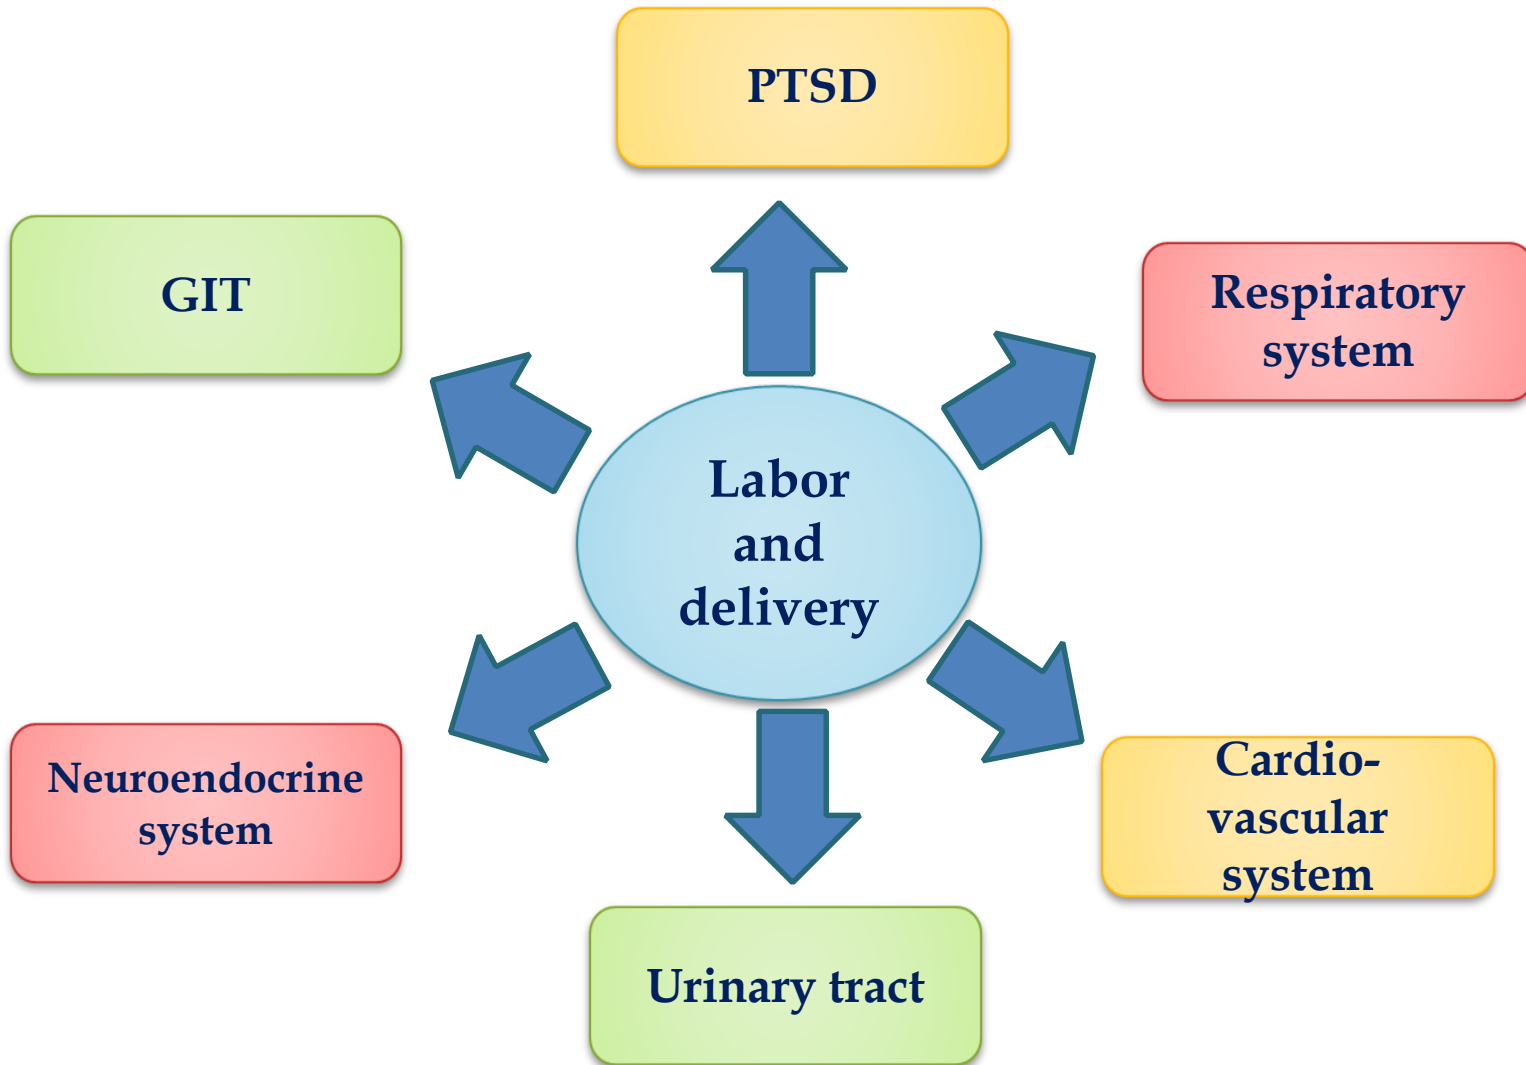 PTSD
GIT
Respiratory
system
Labor
and
delivery
Neuroendocrine
system
Cardio-
vascular
system
Urinary tract